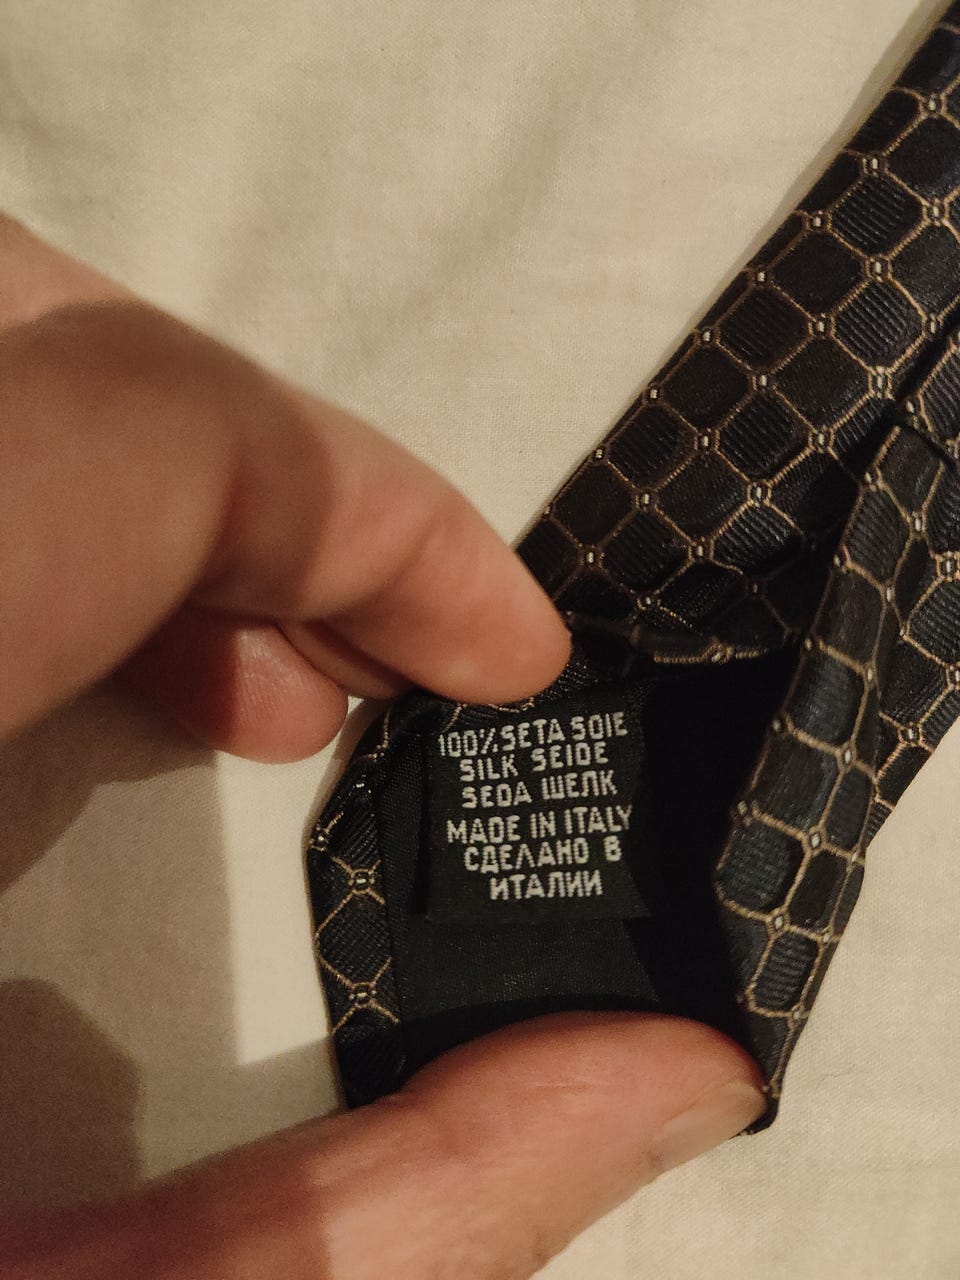 100% SETA SOIE
SILK SEIDE
SEDA ШЕЛК
MADE IN ITALY
СДЕЛАНО В
ИТАЛИИ